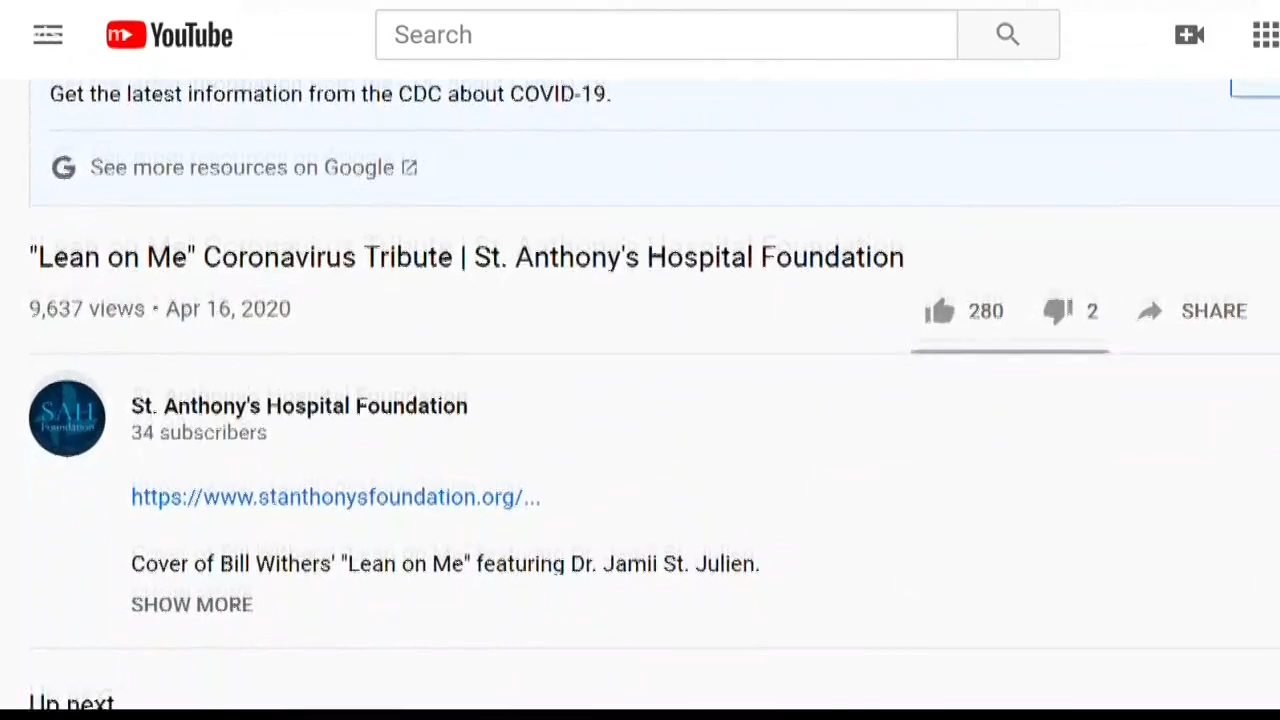 YouTube
Search
Get the latest information from the CDC about COVID-19.
See more resources on Google
"Lean on Me" Coronavirus Tribute | St. Anthony's Hospital Foundation
9,637 views • Apr 16, 2020
280
2
SHARE
SAH
Foundation
St. Anthony's Hospital Foundation
34 subscribers
https://www.stanthonysfoundation.org/...
Cover of Bill Withers' "Lean on Me" featuring Dr. Jamii St. Julien.
SHOW MORE
Up next